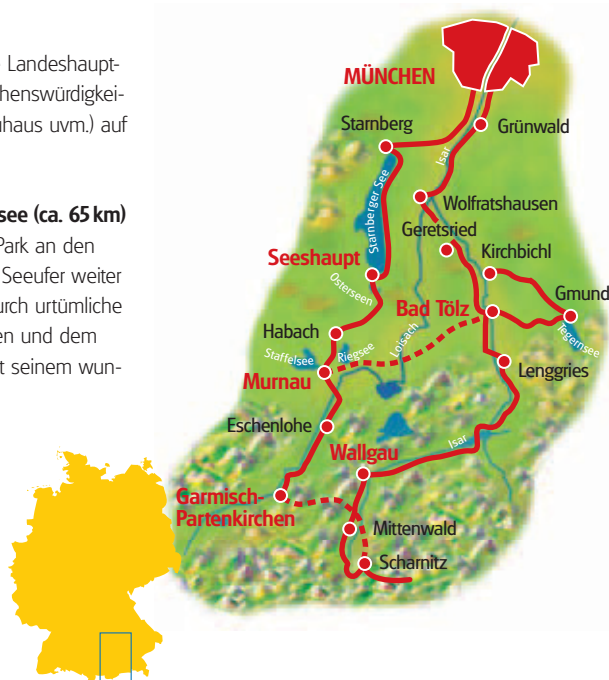 Landeshaupt-
henswürdigkei-
uhaus uvm.) auf
see (ca. 65 km)
Park an den
Seeufer weiter
urch urtümliche
en und dem
t seinem wun-
MÜNCHEN
Starnberg
Grünwald
Isar
Starnberger See
Wolfratshausen
Geretsried
Kirchbichl
Seeshaupt
Osterseen
Gmund
Bad Tölz
Tegernsee
Habach
Staffelsee
Riegsee
Loisach
Lenggries
Murnau
Eschenlohe
Isar
Wallgau
Garmisch-
Partenkirchen
Mittenwald
Scharnitz